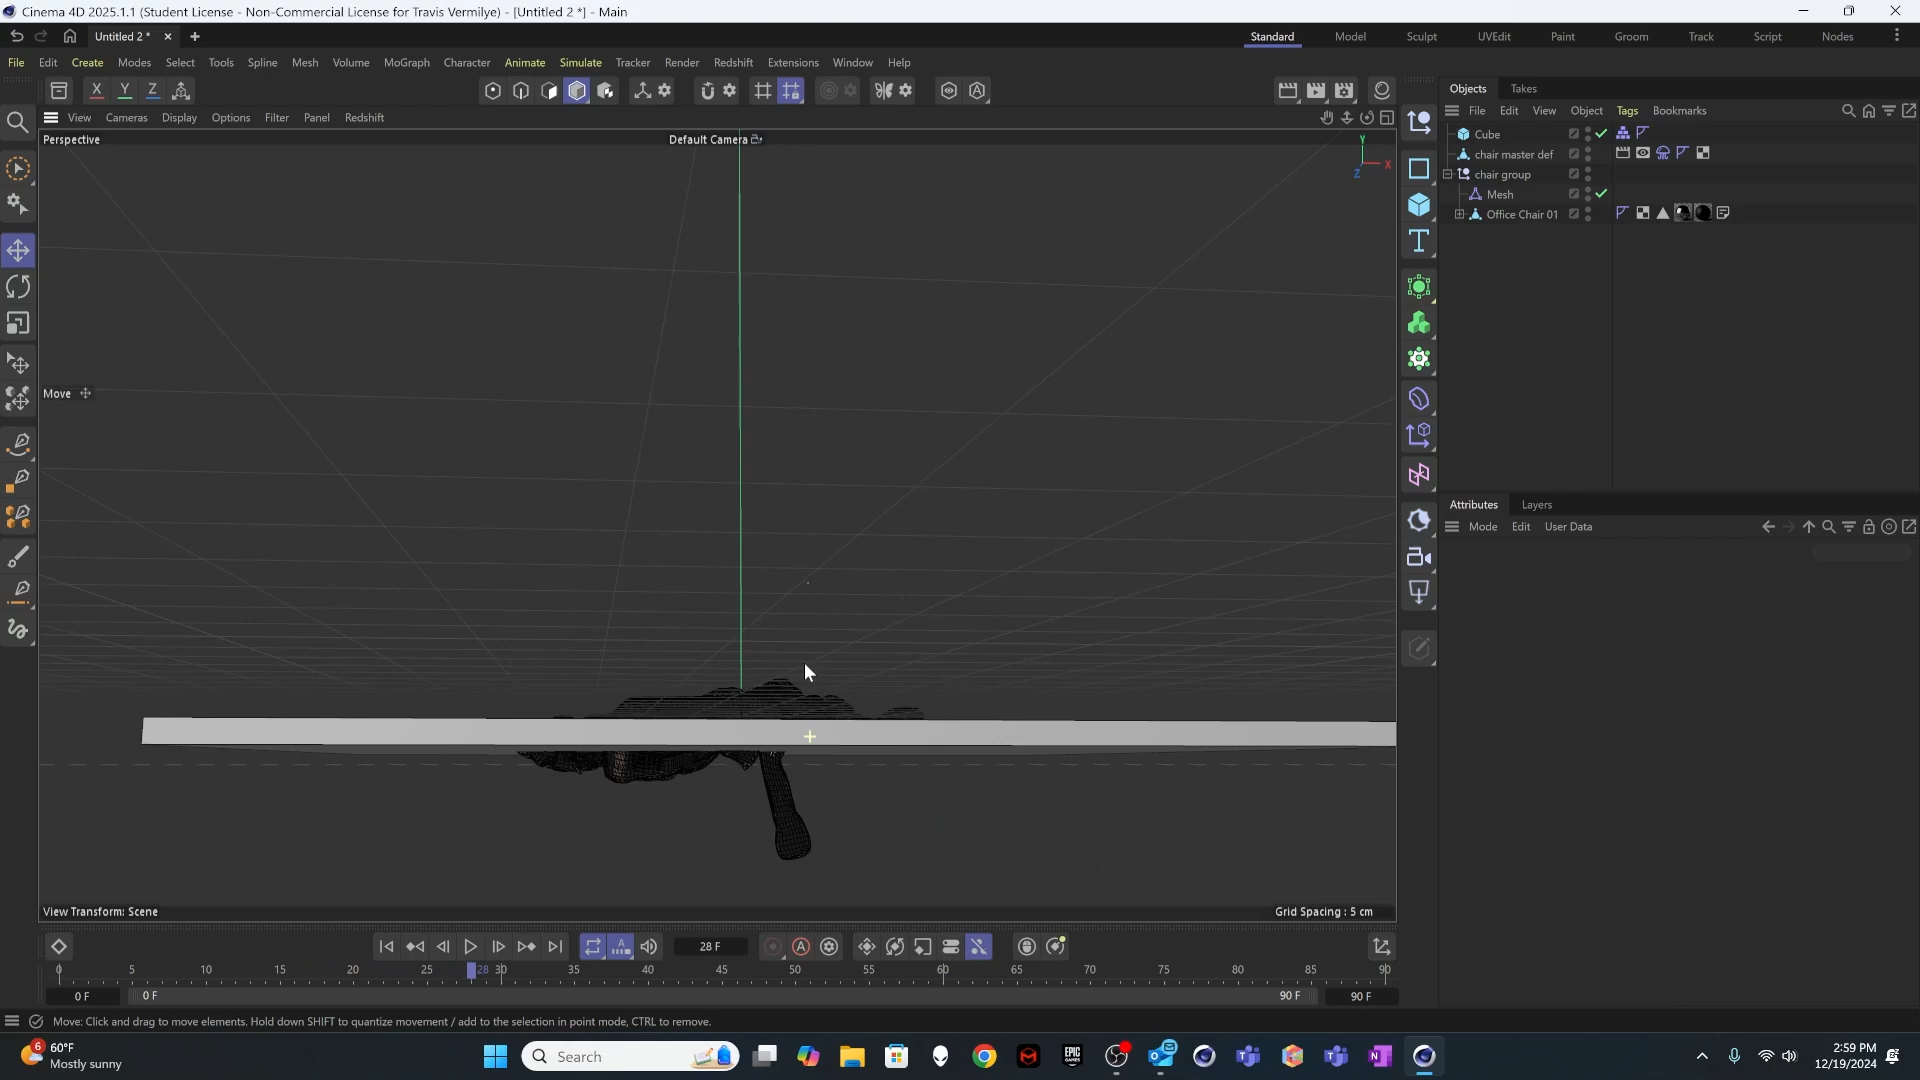 Cinema 4D 2025.1.1 (Student License - Non-Commercial License for Travis Vermilye) - [Untitled 2 *] - Main
Untitled 2 *
Standard Model Sculpt UVEdit Paint Groom Track Script Nodes
File Edit Create Modes Select Tools Spline Mesh Volume MoGraph Character Animate Simulate Tracker Render Redshift Extensions Window Help
X Y Z
Objects Takes
File Edit View Object Tags Bookmarks
View Cameras Display Options Filter Panel Redshift
Perspective
Default Camera
Y
X
Z
Cube
chair master def
chair group
Mesh
Office Chair 01
Move
Attributes Layers
Mode Edit User Data
View Transform: Scene
Grid Spacing : 5 cm
28 F
0 5 10 15 20 25 28 30 35 40 45 50 55 60 65 70 75 80 85 90
0 F 0 F 90 F 90 F
Move: Click and drag to move elements. Hold down SHIFT to quantize movement / add to the selection in point mode, CTRL to remove.
6
60°F
Mostly sunny
Search
EPIC
GAMES
2:59 PM
12/19/2024